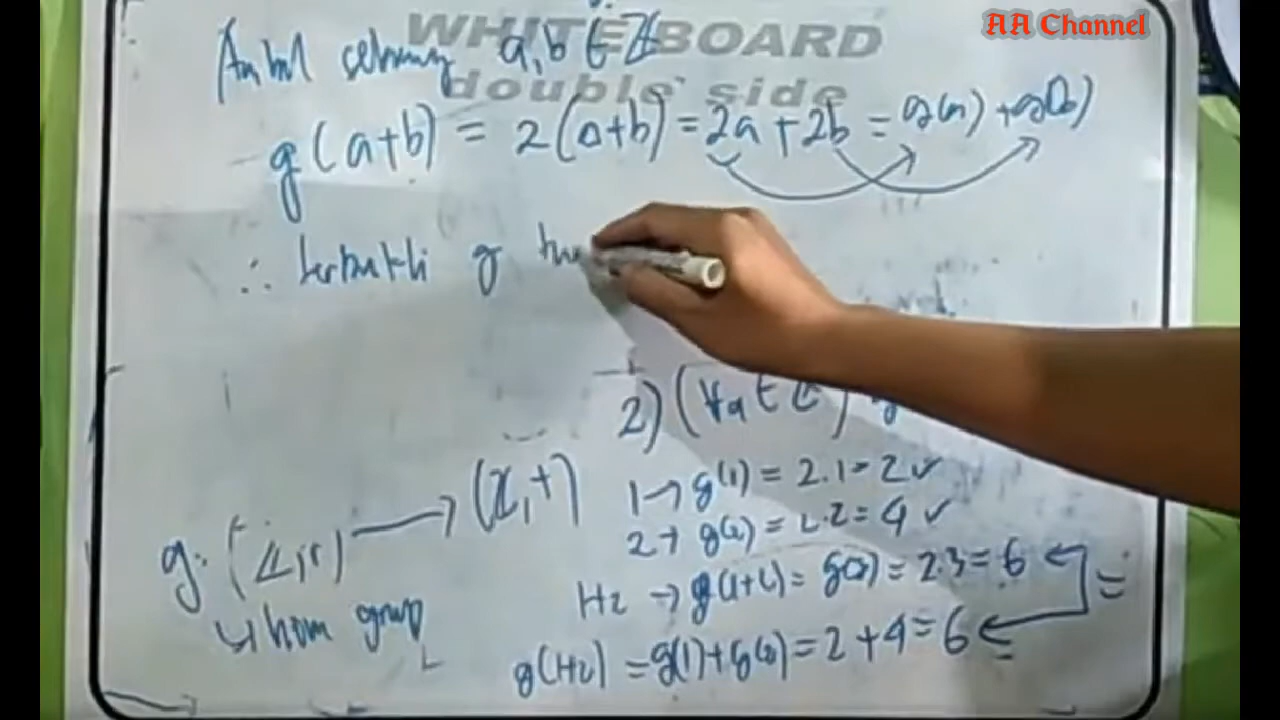 AA Channel
WHITE BOARD
double side
Ambil sebarang a,b ∈ Z
g(a+b) = 2(a+b) = 2a + 2b = g(a) + g(b)
∴ terbukti g
2) (∀a ∈
1 → g(1) = 2.1 = 2 ✓
2 → g(2) = 2.2 = 4 ✓
1+2 → g(1+2) = g(3) = 2.3 = 6
g(1+2) = g(1)+g(2) = 2 + 4 = 6
=
g: (Z,+) → (Z,+)
↳ hom grup